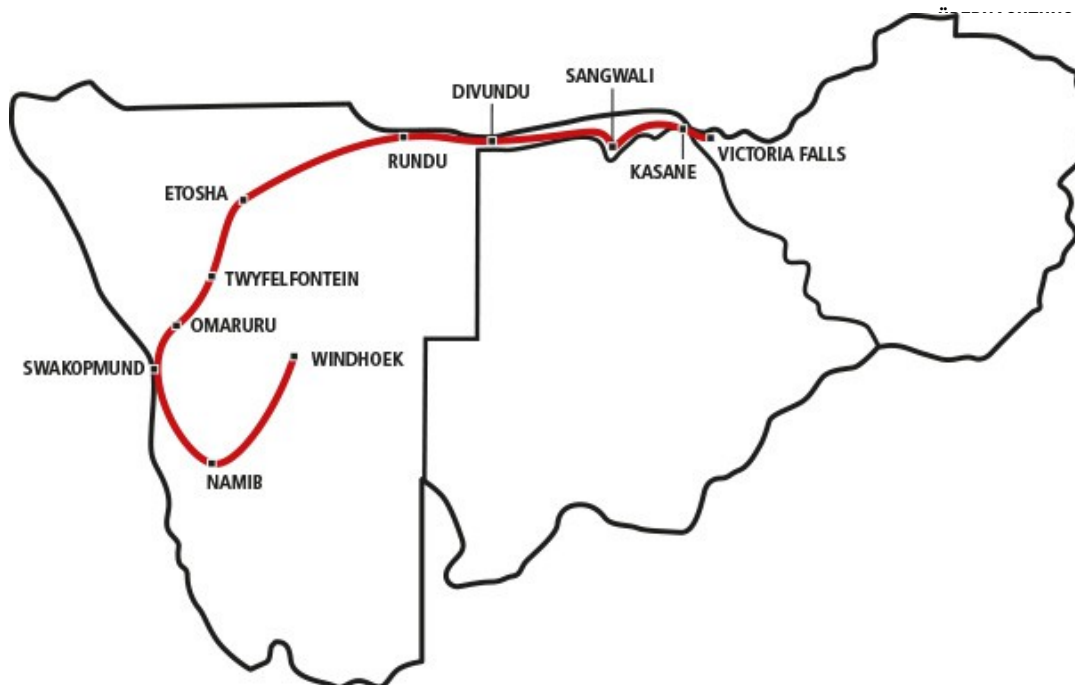 SANGWALI
DIVUNDU
VICTORIA FALLS
RUNDU
KASANE
ETOSHA
TWYFELFONTEIN
OMARURU
WINDHOEK
SWAKOPMUND
NAMIB